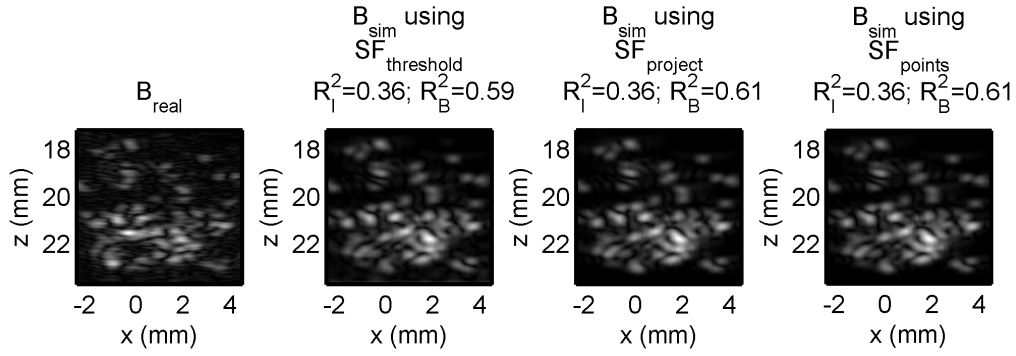 B_real
B_sim using
SF_threshold
R_I^2=0.36; R_B^2=0.59
B_sim using
SF_project
R_I^2=0.36; R_B^2=0.61
B_sim using
SF_points
R_I^2=0.36; R_B^2=0.61
z (mm)
18
20
22
-2 0 2 4
x (mm)
z (mm)
18
20
22
-2 0 2 4
x (mm)
z (mm)
18
20
22
-2 0 2 4
x (mm)
z (mm)
18
20
22
-2 0 2 4
x (mm)